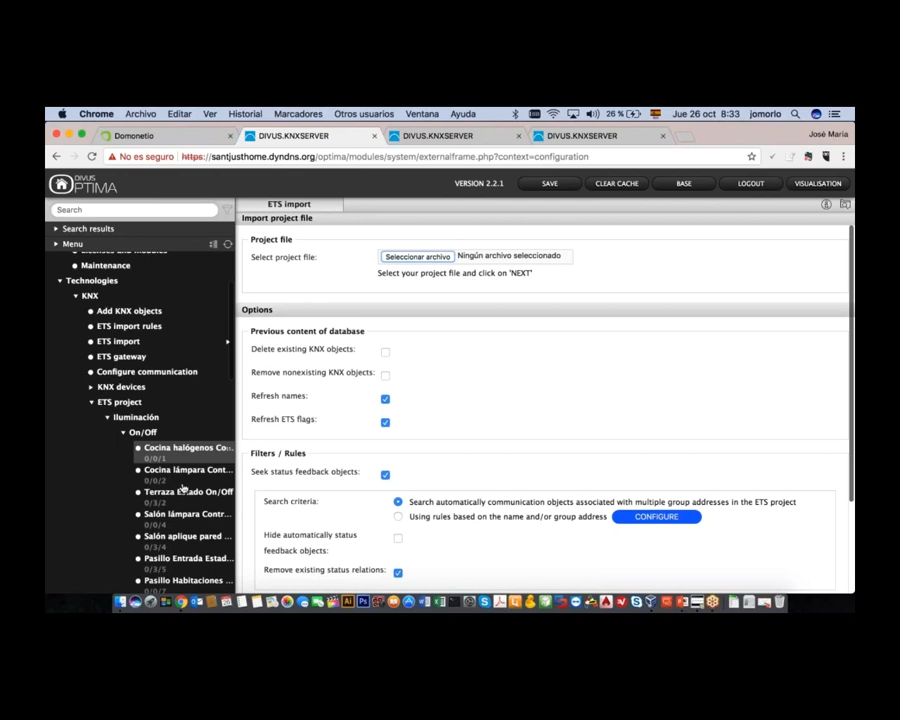 Chrome Archivo Editar Ver Historial Marcadores Otros usuarios Ventana Ayuda 26 % Jue 26 oct 8:33 jomorlo
Domonetio DIVUS.KNXSERVER DIVUS.KNXSERVER DIVUS.KNXSERVER José María
No es seguro https://santjusthome.dyndns.org/optima/modules/system/externalframe.php?context=configuration
DIVUS OPTIMA VERSION 2.2.1 SAVE CLEAR CACHE BASE LOGOUT VISUALISATION
Search
Search results
Menu
Maintenance
Technologies
KNX
Add KNX objects
ETS import rules
ETS import
ETS gateway
Configure communication
KNX devices
ETS project
Iluminación
On/Off
Cocina halógenos Co...
0/0/1
Cocina lámpara Cont...
0/0/2
Terraza Estado On/Off
0/3/2
Salón lámpara Contr...
0/0/4
Salón aplique pared ...
0/3/4
Pasillo Entrada Estad...
0/3/5
Pasillo Habitaciones ...
0/0/7
ETS import
Import project file
Project file
Select project file: Seleccionar archivo Ningún archivo seleccionado
Select your project file and click on 'NEXT'
Options
Previous content of database
Delete existing KNX objects:
Remove nonexisting KNX objects:
Refresh names:
Refresh ETS flags:
Filters / Rules
Seek status feedback objects:
Search criteria: Search automatically communication objects associated with multiple group addresses in the ETS project
Using rules based on the name and/or group address CONFIGURE
Hide automatically status
feedback objects:
Remove existing status relations: